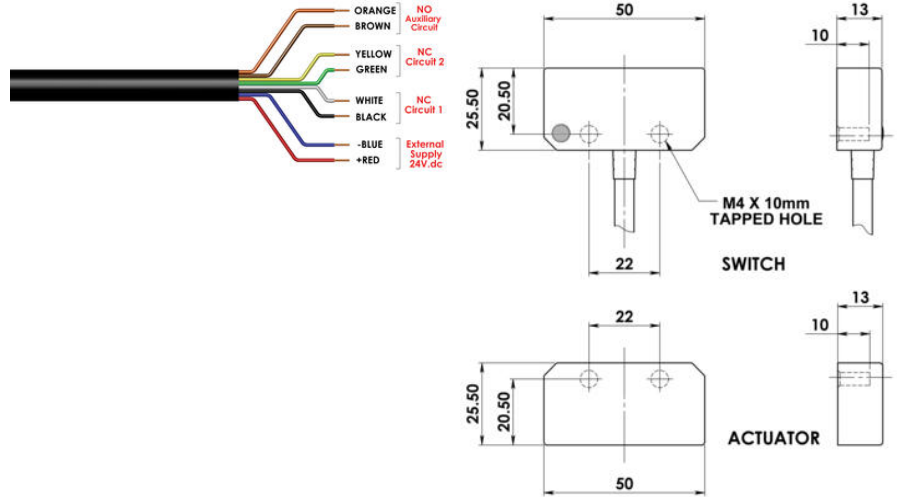 ORANGE
BROWN
NO
Auxiliary
Circuit
YELLOW
GREEN
NC
Circuit 2
WHITE
BLACK
NC
Circuit 1
-BLUE
+RED
External
Supply
24V.dc
50
13
10
25.50
20.50
M4 X 10mm
TAPPED HOLE
22
SWITCH
22
13
10
25.50
20.50
ACTUATOR
50